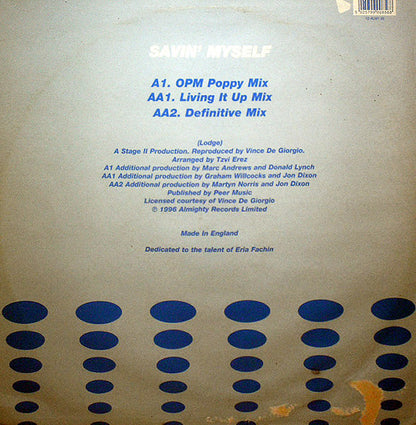 SAVIN' MYSELF
A1. OPM Poppy Mix
AA1. Living It Up Mix
AA2. Definitive Mix
(Lodge)
A Stage II Production. Reproduced by Vince De Giorgio.
Arranged by Tzvi Erez
A1 Additional production by Marc Andrews and Donald Lynch
AA1 Additional production by Graham Willcocks and Jon Dixon
AA2 Additional production by Martyn Norris and Jon Dixon
Published by Peer Music
Licensed courtesy of Vince De Giorgio
℗ 1996 Almighty Records Limited
Made in England
Dedicated to the talent of Eria Fachin